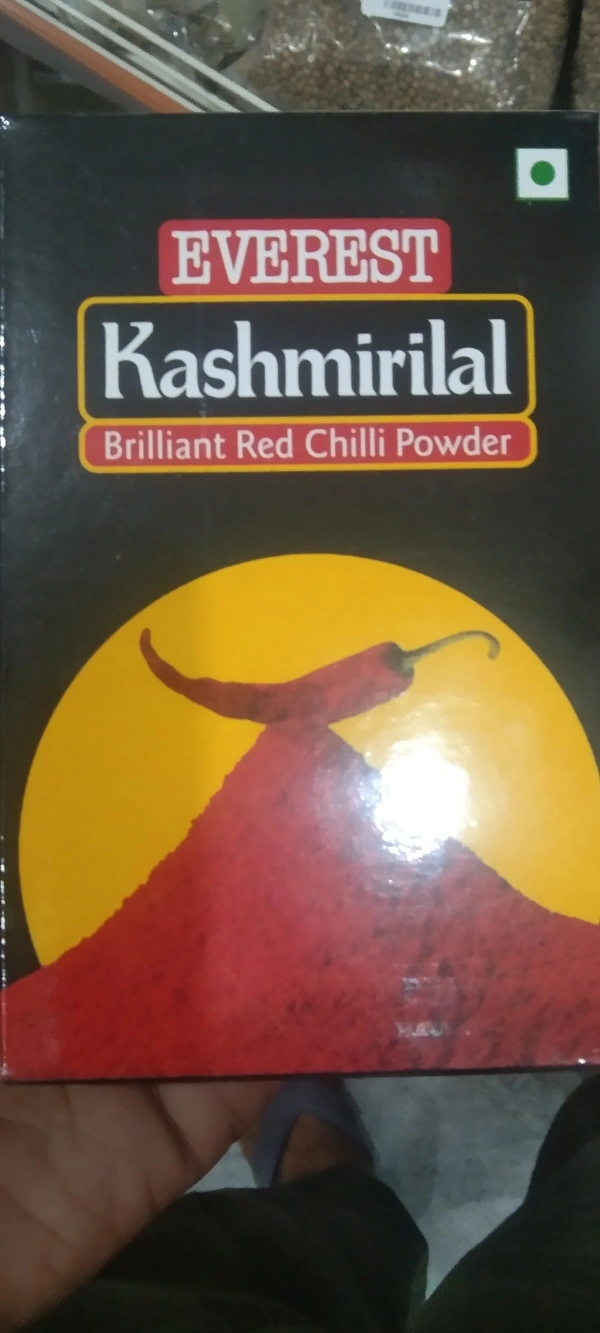 EVEREST
Kashmirilal
Brilliant Red Chilli Powder